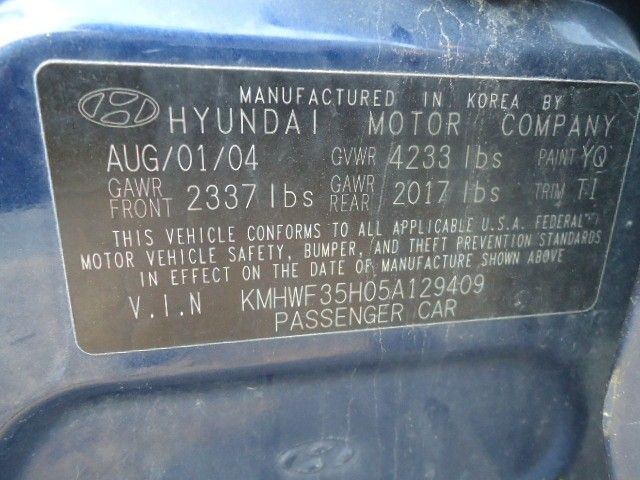 MANUFACTURED IN KOREA BY
HYUNDAI MOTOR COMPANY
AUG/01/04 GVWR 4233 lbs PAINT YQ
GAWR FRONT 2337 lbs GAWR REAR 2017 lbs TRIM TI
THIS VEHICLE CONFORMS TO ALL APPLICABLE U.S.A. FEDERAL
MOTOR VEHICLE SAFETY, BUMPER, AND THEFT PREVENTION STANDARDS
IN EFFECT ON THE DATE OF MANUFACTURE SHOWN ABOVE
V.I.N KMHWF35H05A129409
PASSENGER CAR